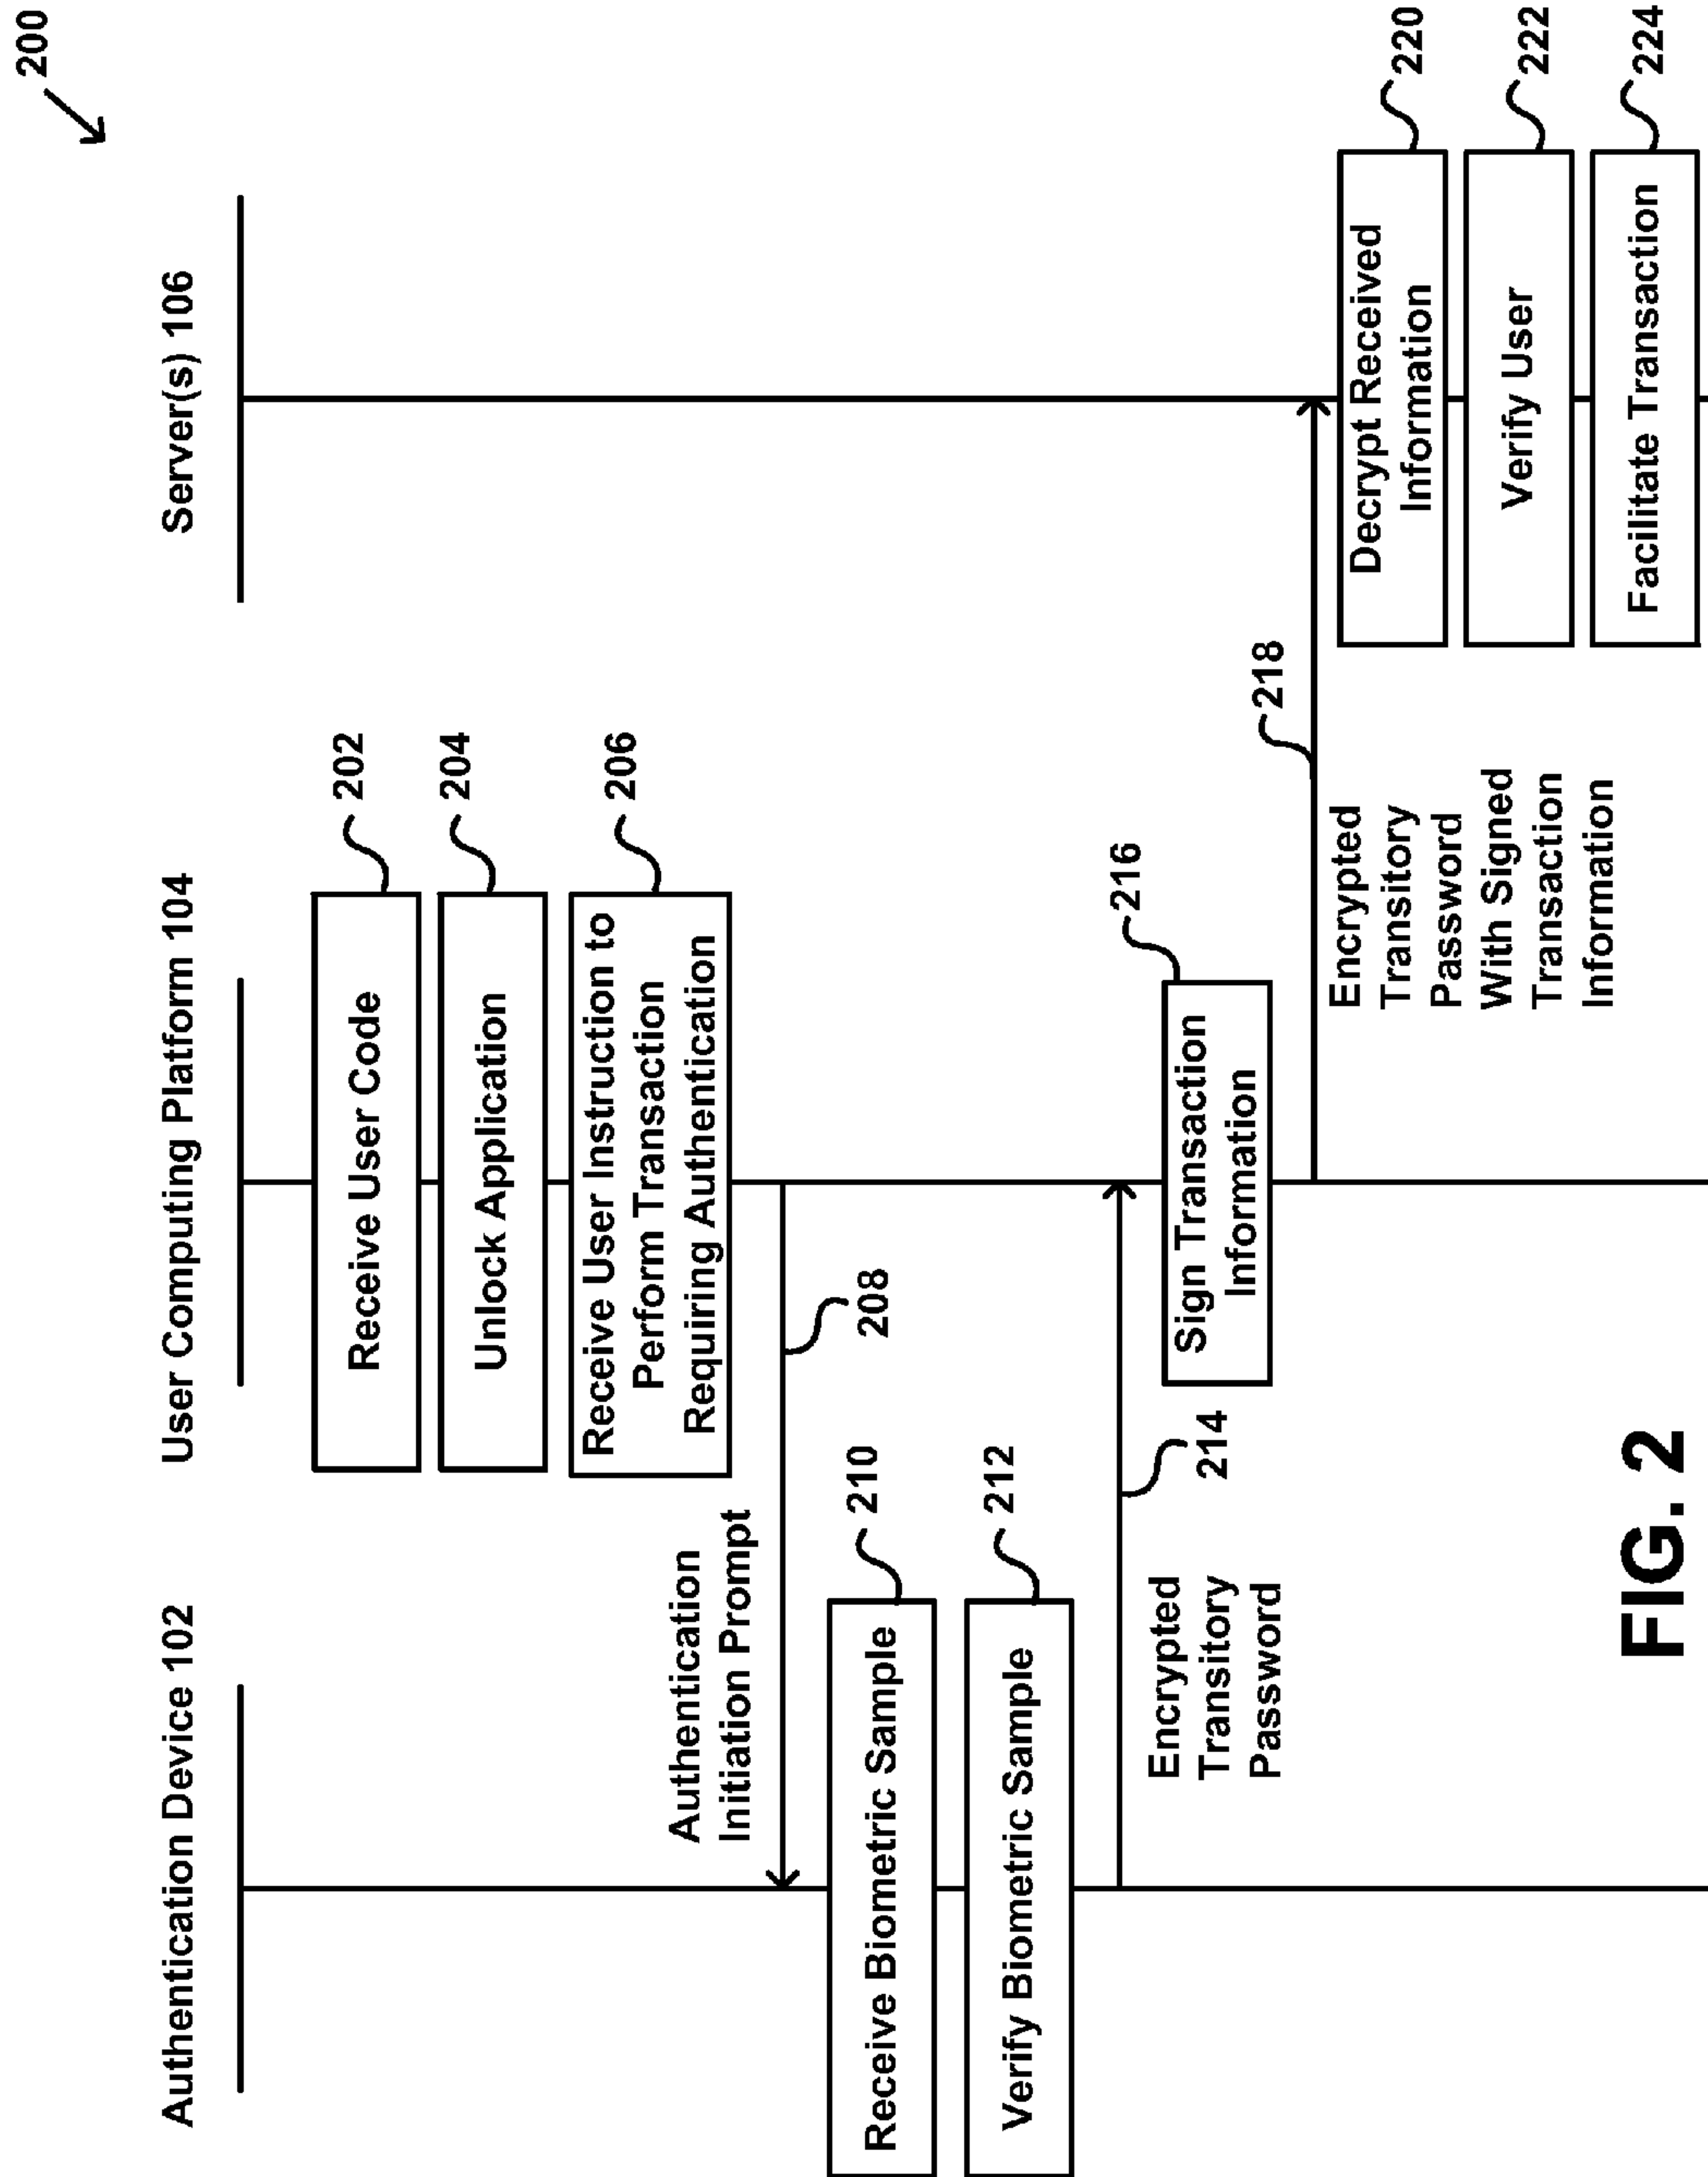 200
Authentication Device 102
User Computing Platform 104
Server(s) 106
Receive User Code
202
Unlock Application
204
Receive User Instruction to
Perform Transaction
Requiring Authentication
206
Authentication
Initiation Prompt
208
Receive Biometric Sample
210
Verify Biometric Sample
212
Encrypted
Transitory
Password
214
Sign Transaction
Information
216
218
Encrypted
Transitory
Password
With Signed
Transaction
Information
Decrypt Received
Information
220
Verify User
222
Facilitate Transaction
224
FIG. 2